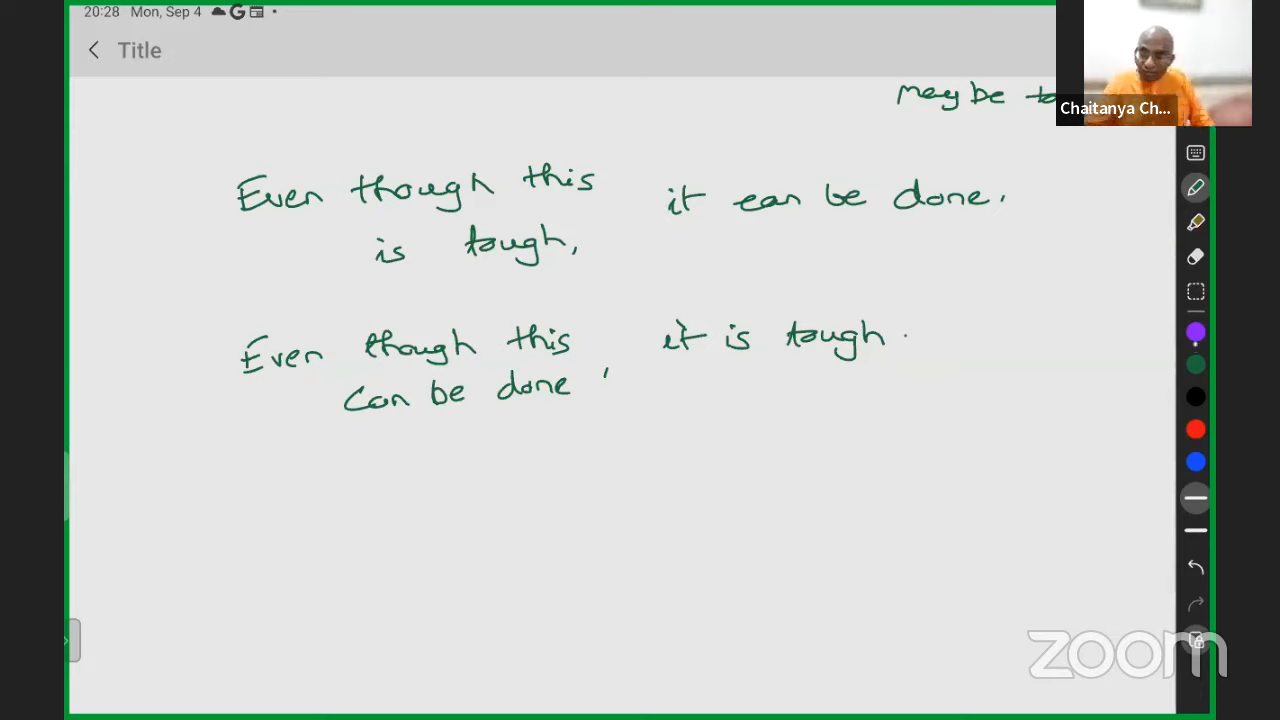 20:28 Mon, Sep 4
Title
may be to
Chaitanya Ch...
Even though this it can be done.
is tough,
Even though this it is tough.
Can be done,
zoom